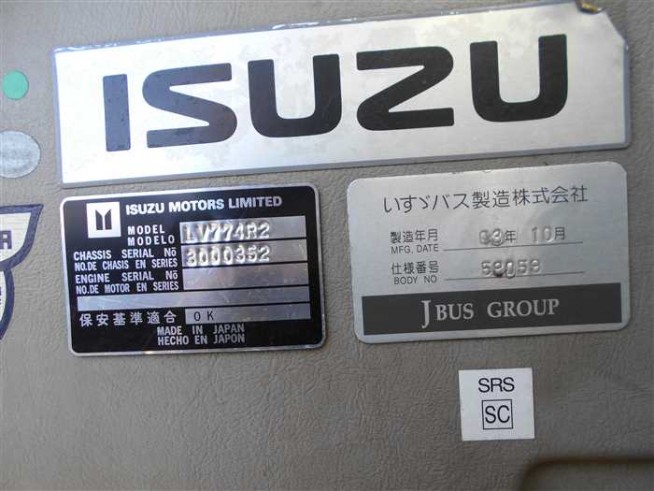 ISUZU
ISUZU MOTORS LIMITED
MODEL
MODELO
LV774R2
CHASSIS SERIAL No
NO.DE CHASIS EN SERIES
3000352
ENGINE SERIAL No
NO.DE MOTOR EN SERIES
保安基準適合 OK
MADE IN JAPAN
HECHO EN JAPON
いすゞバス製造株式会社
製造年月 03年 10月
MFG, DATE
仕様番号
BODY NO
J BUS GROUP
SRS
SC